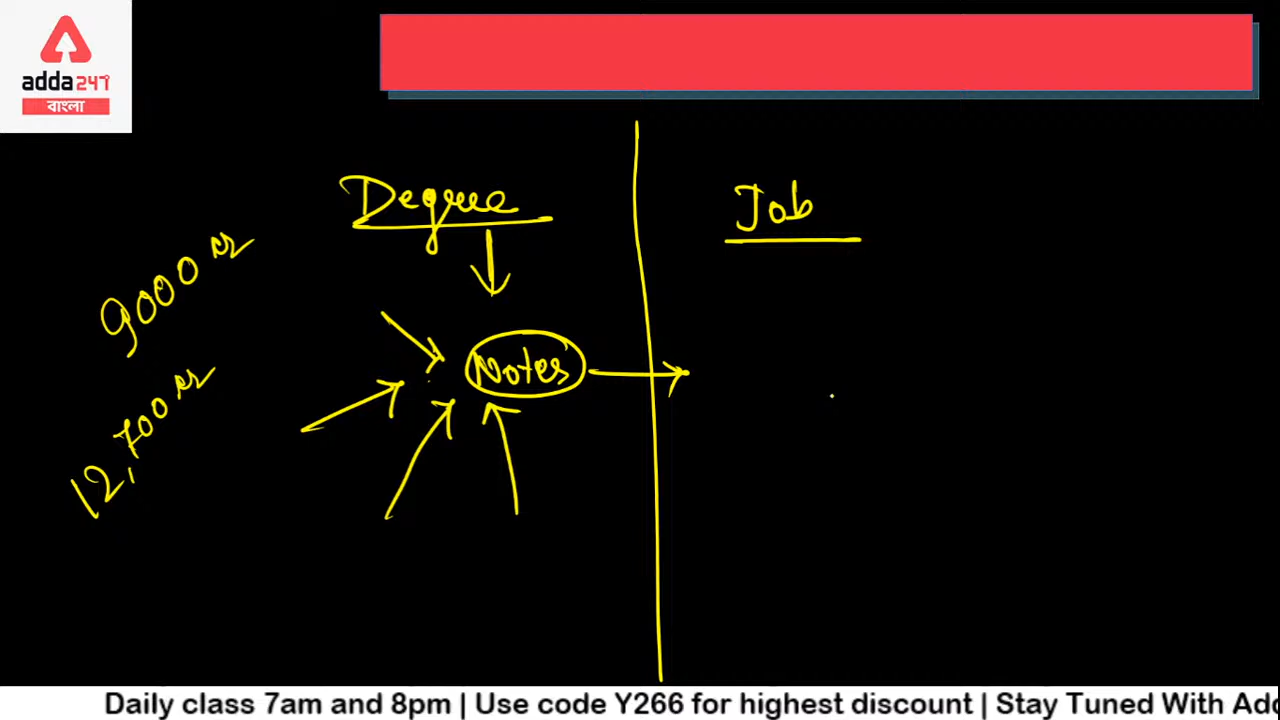 adda247
বাংলা
Degree
Job
9000 cr
Notes
12,700 cr
Daily class 7am and 8pm | Use code Y266 for highest discount | Stay Tuned With Add